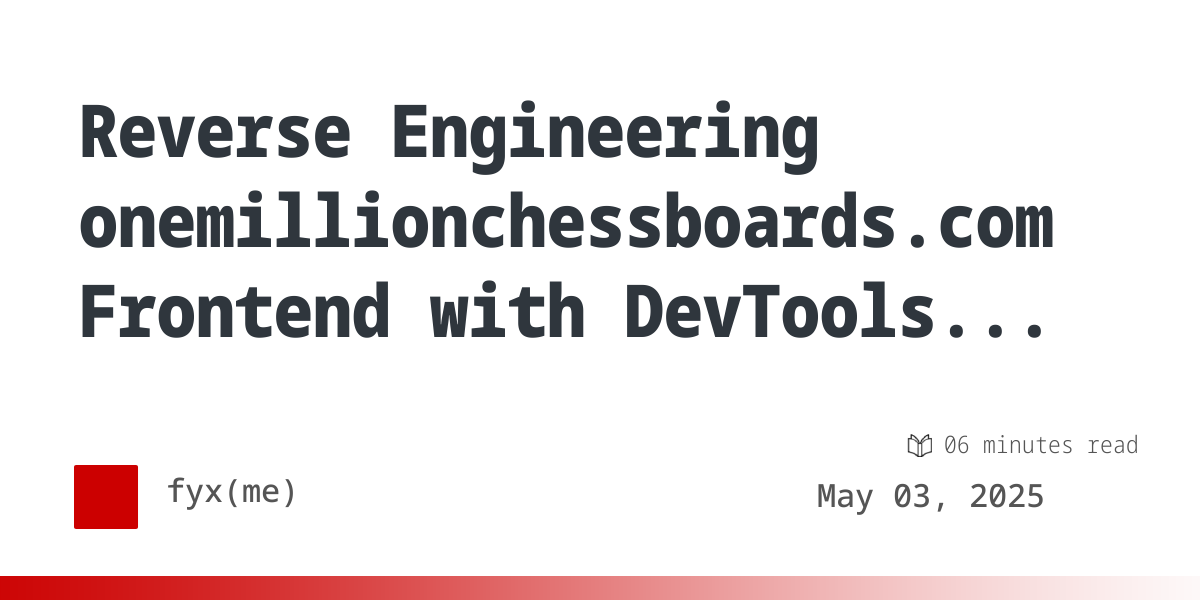 Reverse Engineering
onemillionchessboards.com
Frontend with DevTools...
06 minutes read
fyx(me)
May 03, 2025